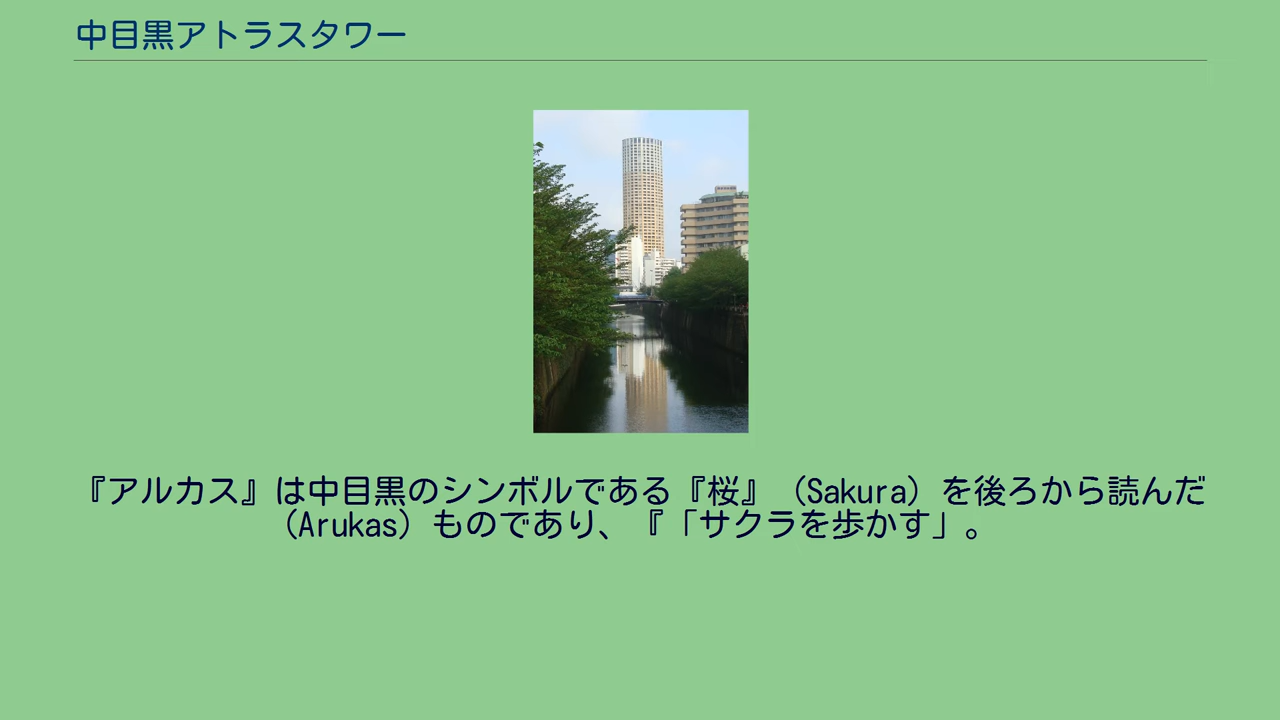 中目黒アトラスタワー
『アルカス』は中目黒のシンボルである『桜』（Sakura）を後ろから読んだ
（Arukas）ものであり、『「サクラを歩かす」。